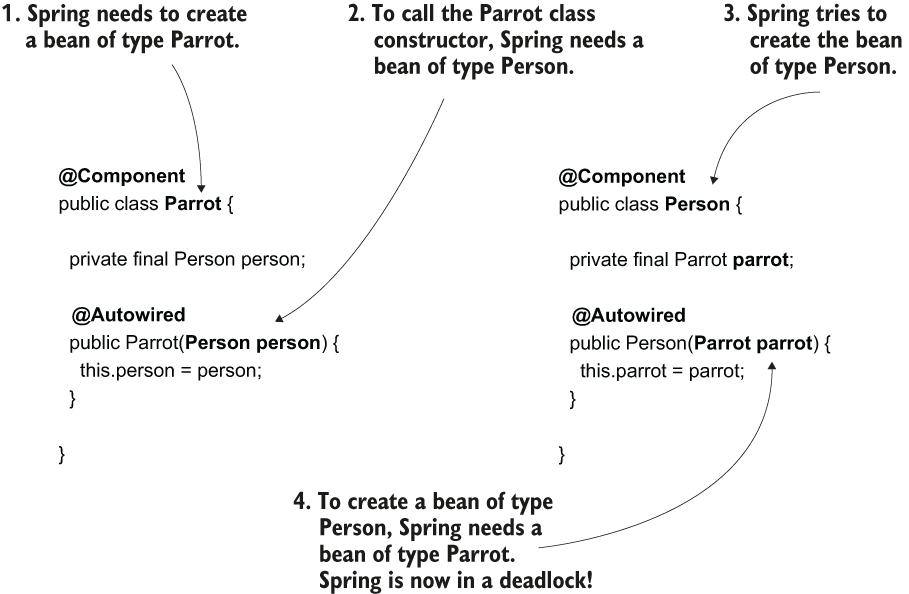 1. Spring needs to create
a bean of type Parrot.
2. To call the Parrot class
constructor, Spring needs a
bean of type Person.
3. Spring tries to
create the bean
of type Person.
@Component
public class Parrot {
private final Person person;
@Autowired
public Parrot(Person person) {
this.person = person;
}
}
@Component
public class Person {
private final Parrot parrot;
@Autowired
public Person(Parrot parrot) {
this.parrot = parrot;
}
}
4. To create a bean of type
Person, Spring needs a
bean of type Parrot.
Spring is now in a deadlock!